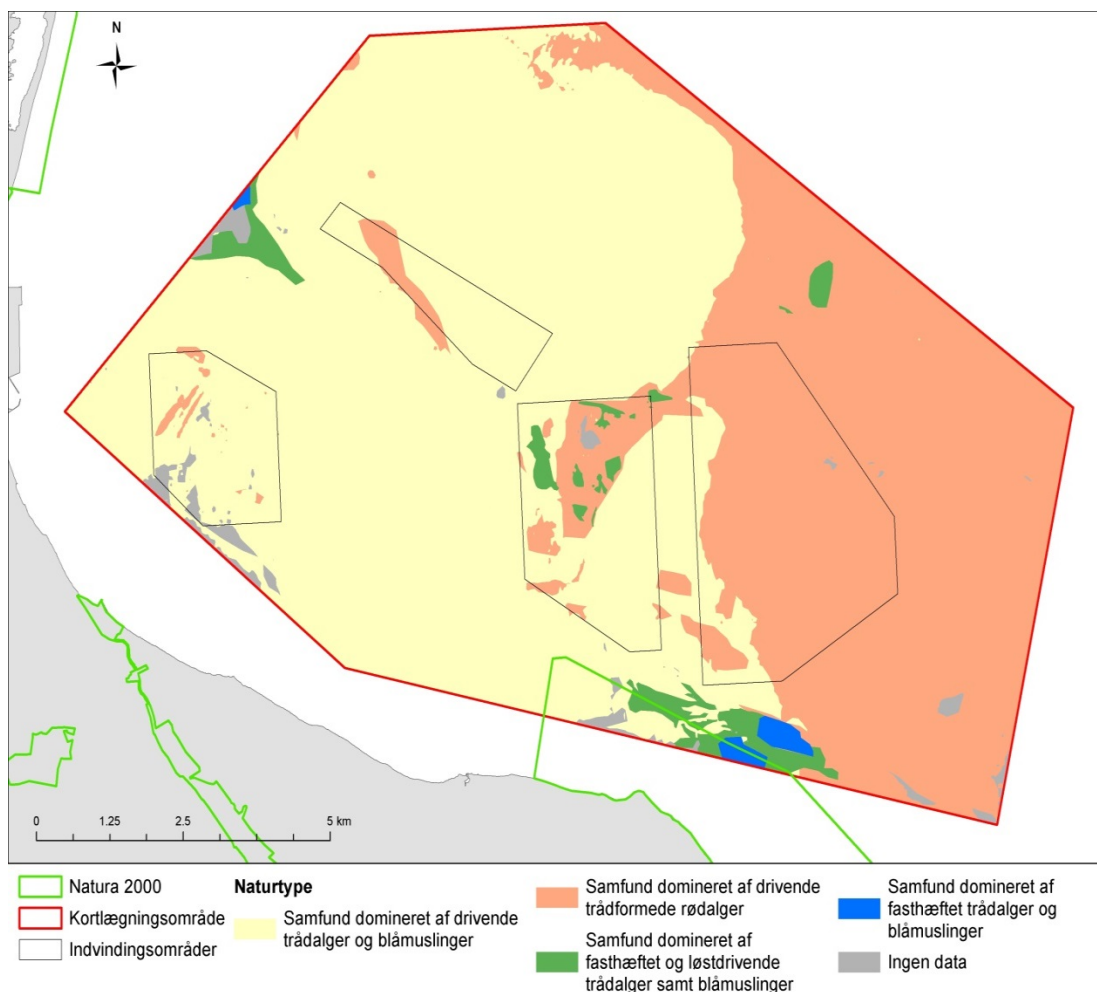 N
0 1.25 2.5 5 km
Natura 2000
Kortlægningsområde
Indvindingsområder
Naturtype
Samfund domineret af drivende
trådalger og blåmuslinger
Samfund domineret af drivende
trådformede rødalger
Samfund domineret af
fasthæftet og løstdrivende
trådalger samt blåmuslinger
Samfund domineret af
fasthæftet trådalger og
blåmuslinger
Ingen data